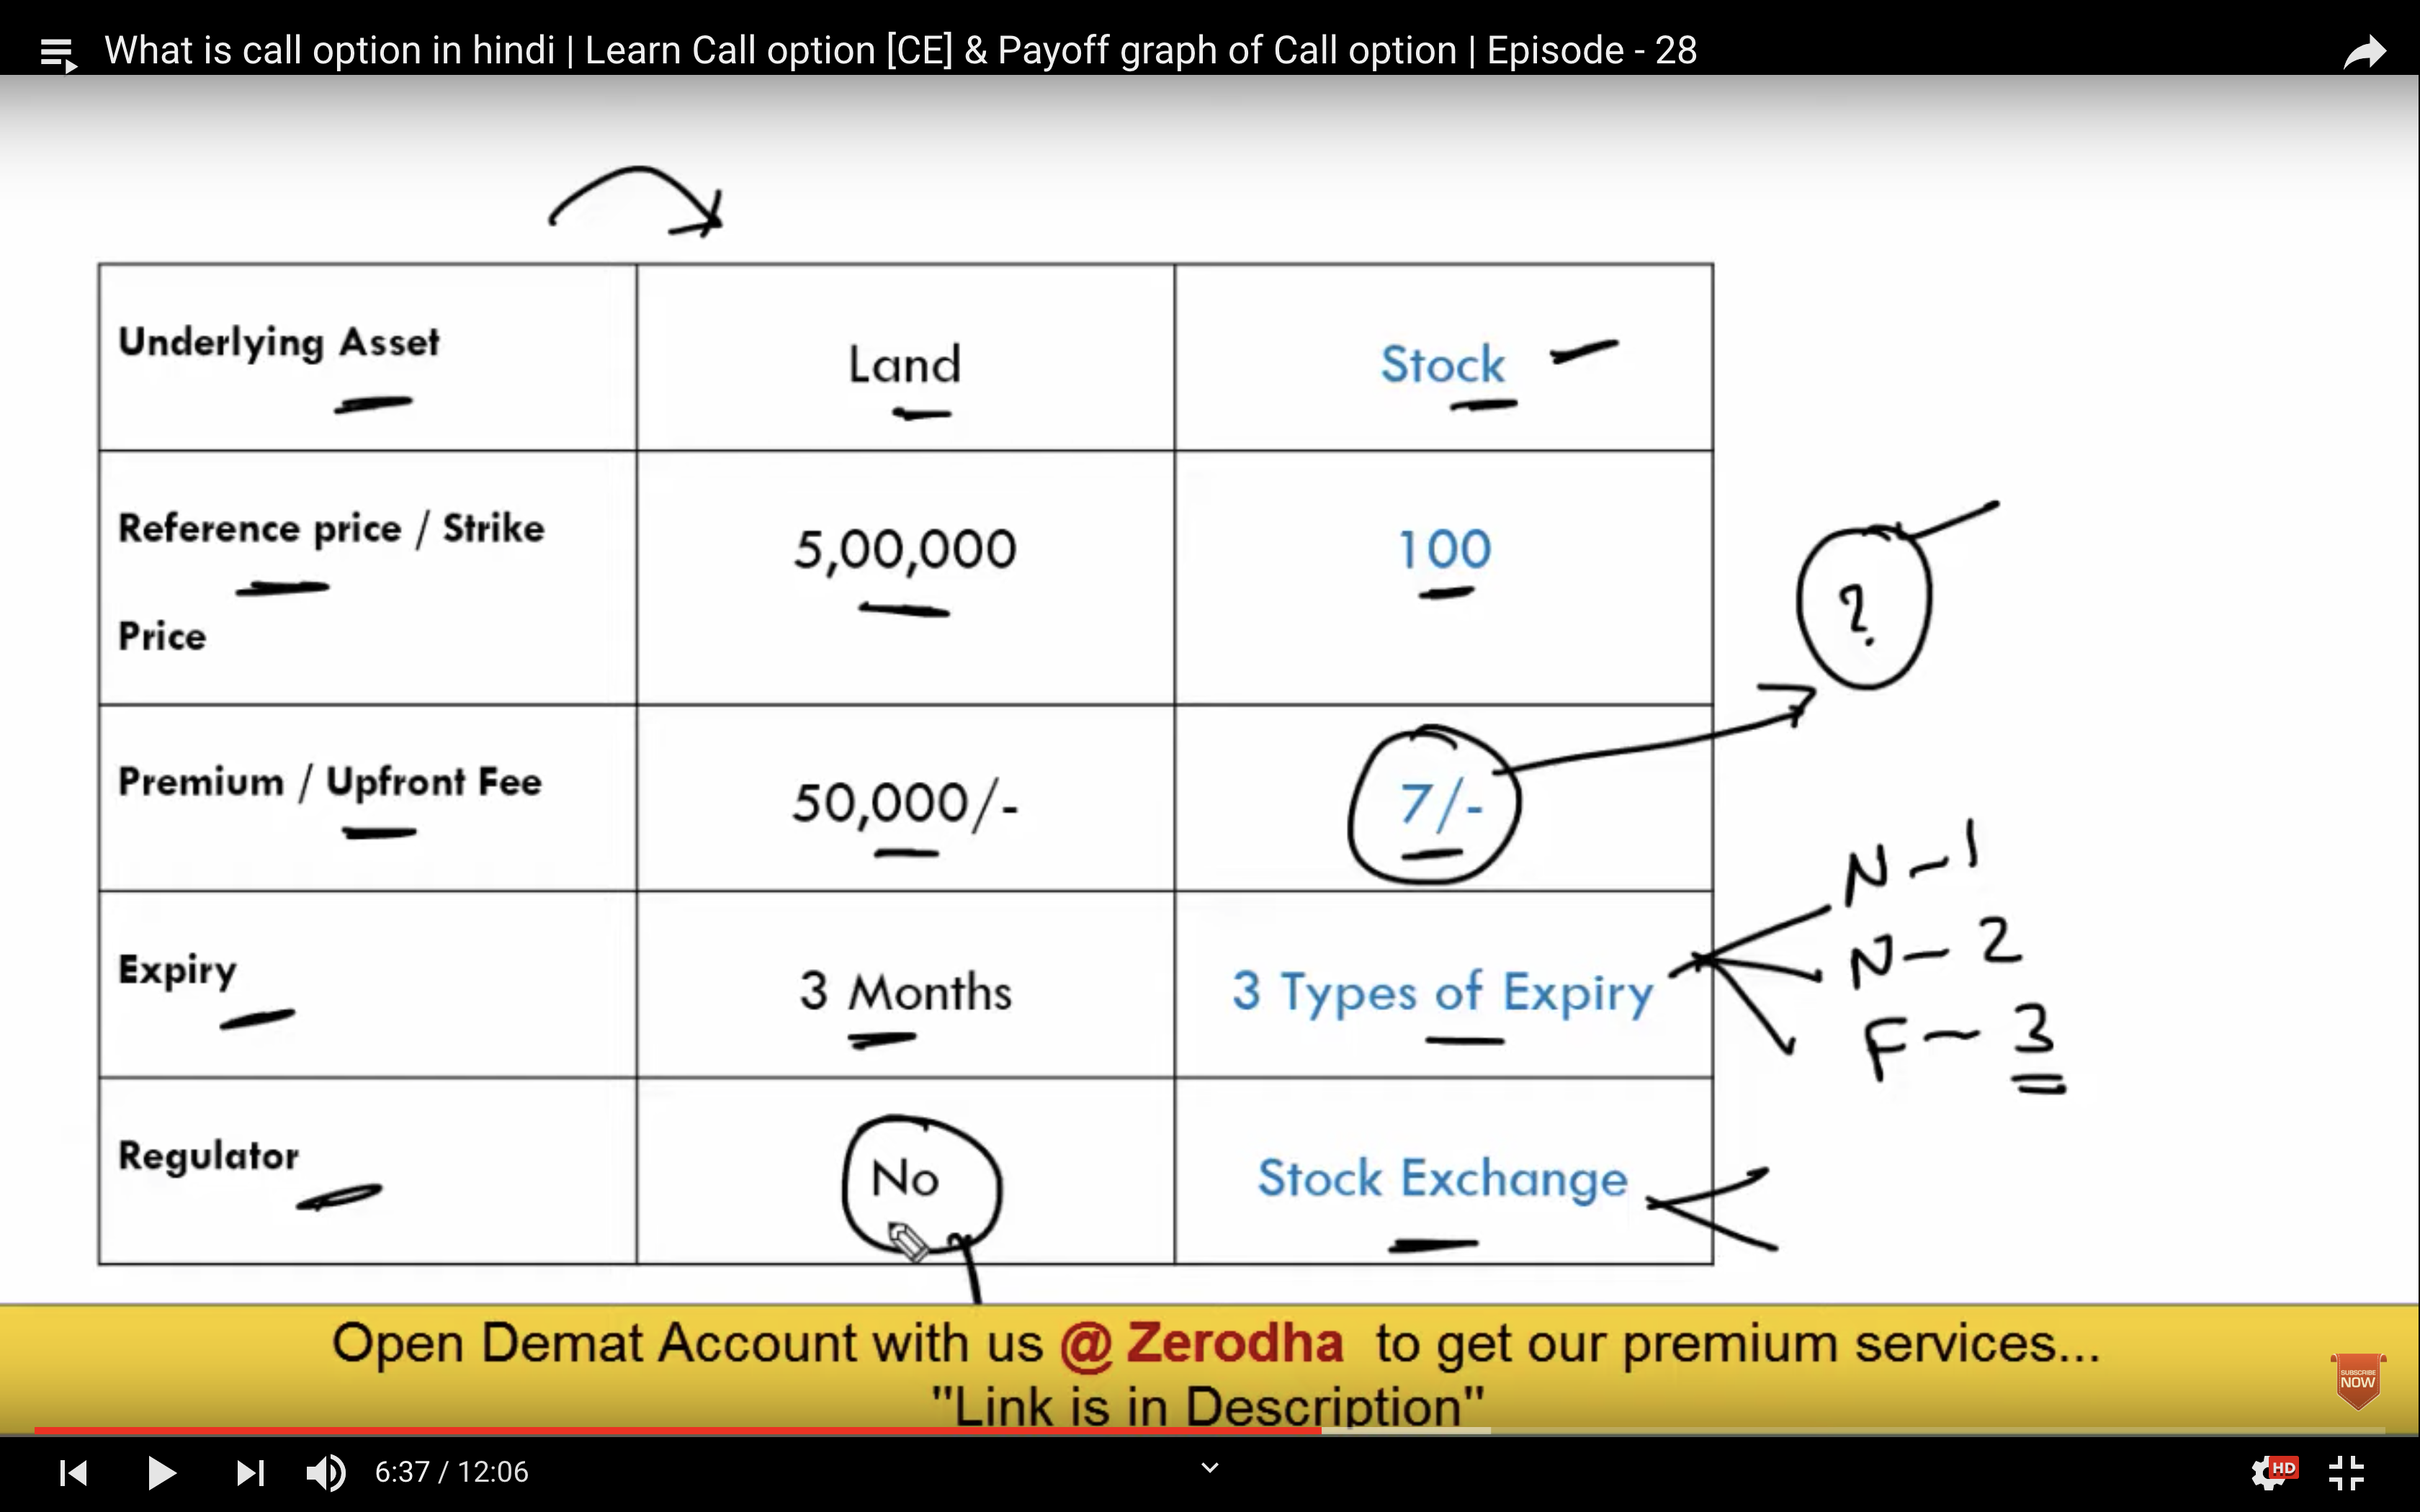 What is call option in hindi | Learn Call option [CE] & Payoff graph of Call option | Episode - 28
Underlying Asset
Land
Stock
Reference price / Strike
Price
5,00,000
100
?
Premium / Upfront Fee
50,000/-
7/-
Expiry
3 Months
3 Types of Expiry
N - 1
N - 2
F - 3
Regulator
No
Stock Exchange
Open Demat Account with us @ Zerodha to get our premium services...
"Link is in Description"
SUBSCRIBE
NOW
6:37 / 12:06
HD